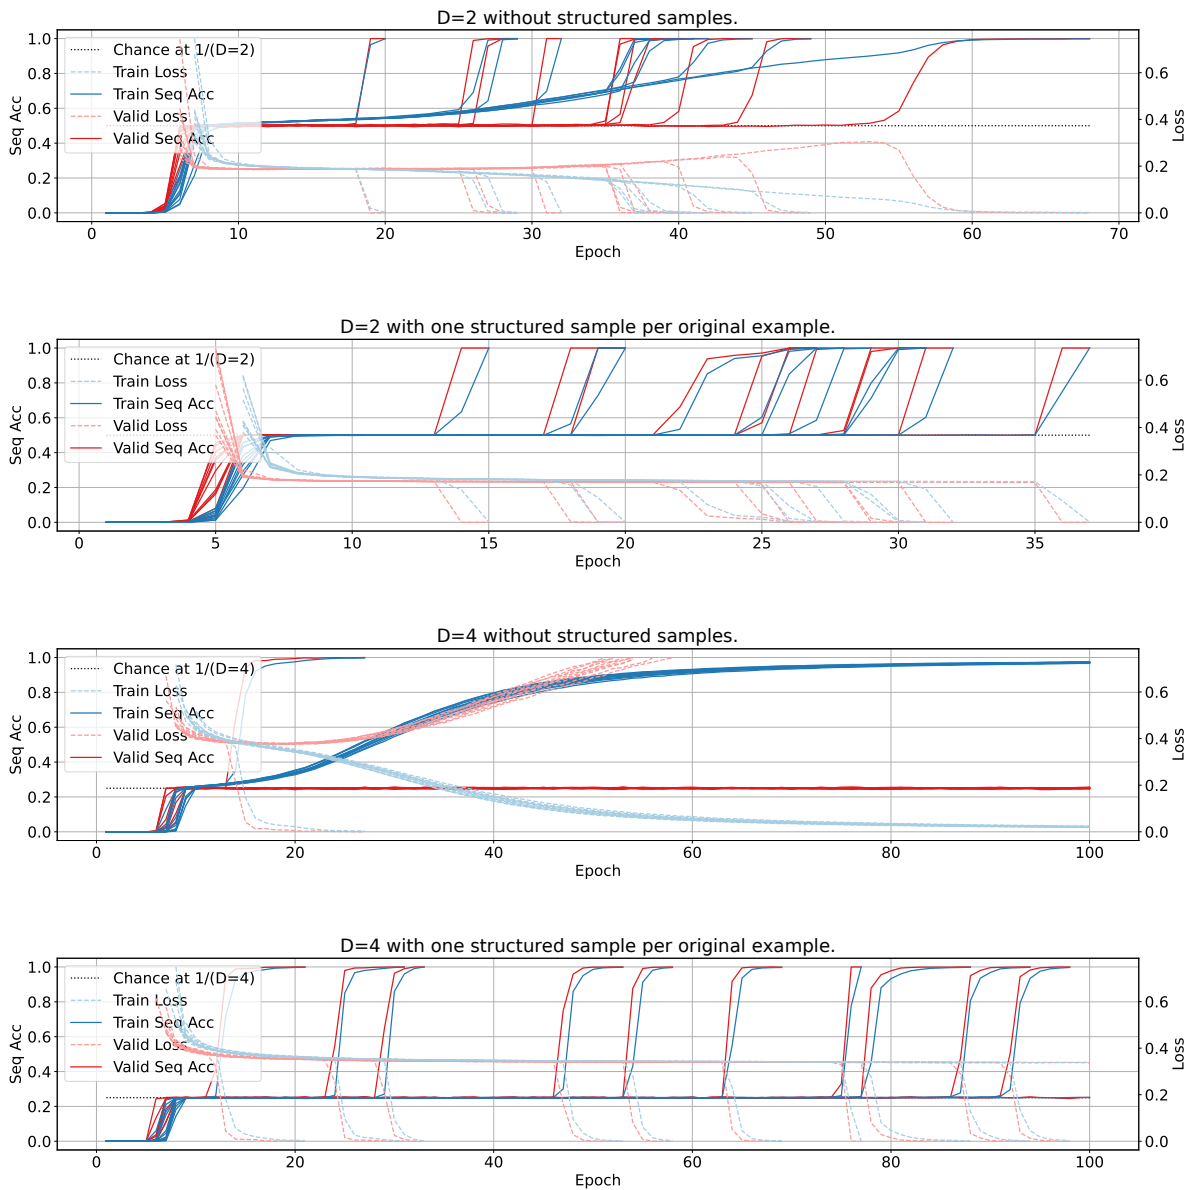 D=2 without structured samples.
1.0
0.8
0.6
0.4
0.2
0.0
Seq Acc
Chance at 1/(D=2)
Train Loss
Train Seq Acc
Valid Loss
Valid Seq Acc
0.6
0.4
0.2
0.0
Loss
0 10 20 30 40 50 60 70
Epoch
D=2 with one structured sample per original example.
1.0
0.8
0.6
0.4
0.2
0.0
Seq Acc
Chance at 1/(D=2)
Train Loss
Train Seq Acc
Valid Loss
Valid Seq Acc
0.6
0.4
0.2
0.0
Loss
0 5 10 15 20 25 30 35
Epoch
D=4 without structured samples.
1.0
0.8
0.6
0.4
0.2
0.0
Seq Acc
Chance at 1/(D=4)
Train Loss
Train Seq Acc
Valid Loss
Valid Seq Acc
0.6
0.4
0.2
0.0
Loss
0 20 40 60 80 100
Epoch
D=4 with one structured sample per original example.
1.0
0.8
0.6
0.4
0.2
0.0
Seq Acc
Chance at 1/(D=4)
Train Loss
Train Seq Acc
Valid Loss
Valid Seq Acc
0.6
0.4
0.2
0.0
Loss
0 20 40 60 80 100
Epoch